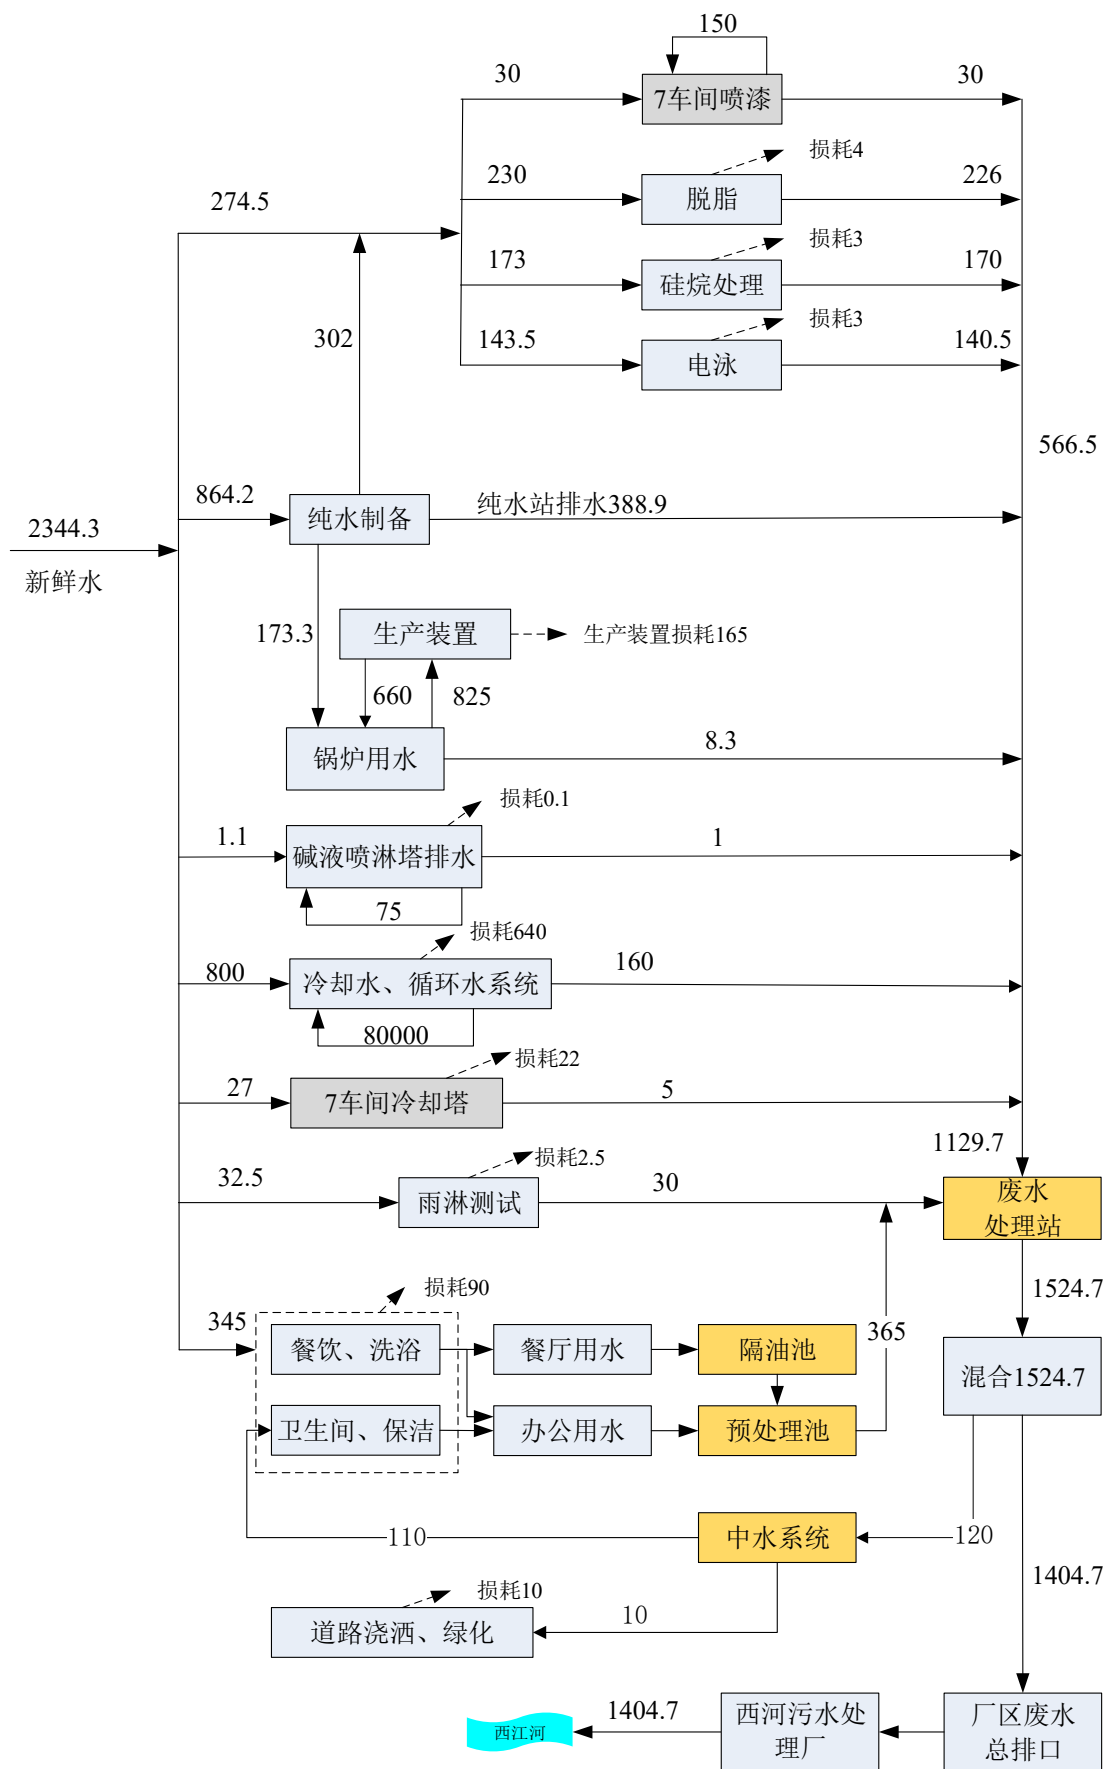 150
30
7车间喷漆
30
损耗4
230
脱脂
226
274.5
损耗3
173
硅烷处理
170
302
损耗3
143.5
电泳
140.5
566.5
864.2
纯水制备
纯水站排水388.9
2344.3
新鲜水
173.3
生产装置
生产装置损耗165
660
825
锅炉用水
8.3
损耗0.1
1.1
碱液喷淋塔排水
1
75
损耗640
800
冷却水、循环水系统
160
80000
损耗22
27
7车间冷却塔
5
1129.7
损耗2.5
32.5
雨淋测试
30
废水
处理站
损耗90
1524.7
345
餐饮、洗浴
餐厅用水
隔油池
365
混合1524.7
卫生间、保洁
办公用水
预处理池
110
中水系统
120
1404.7
损耗10
道路浇洒、绿化
10
1404.7
西江河
西河污水处
理厂
厂区废水
总排口